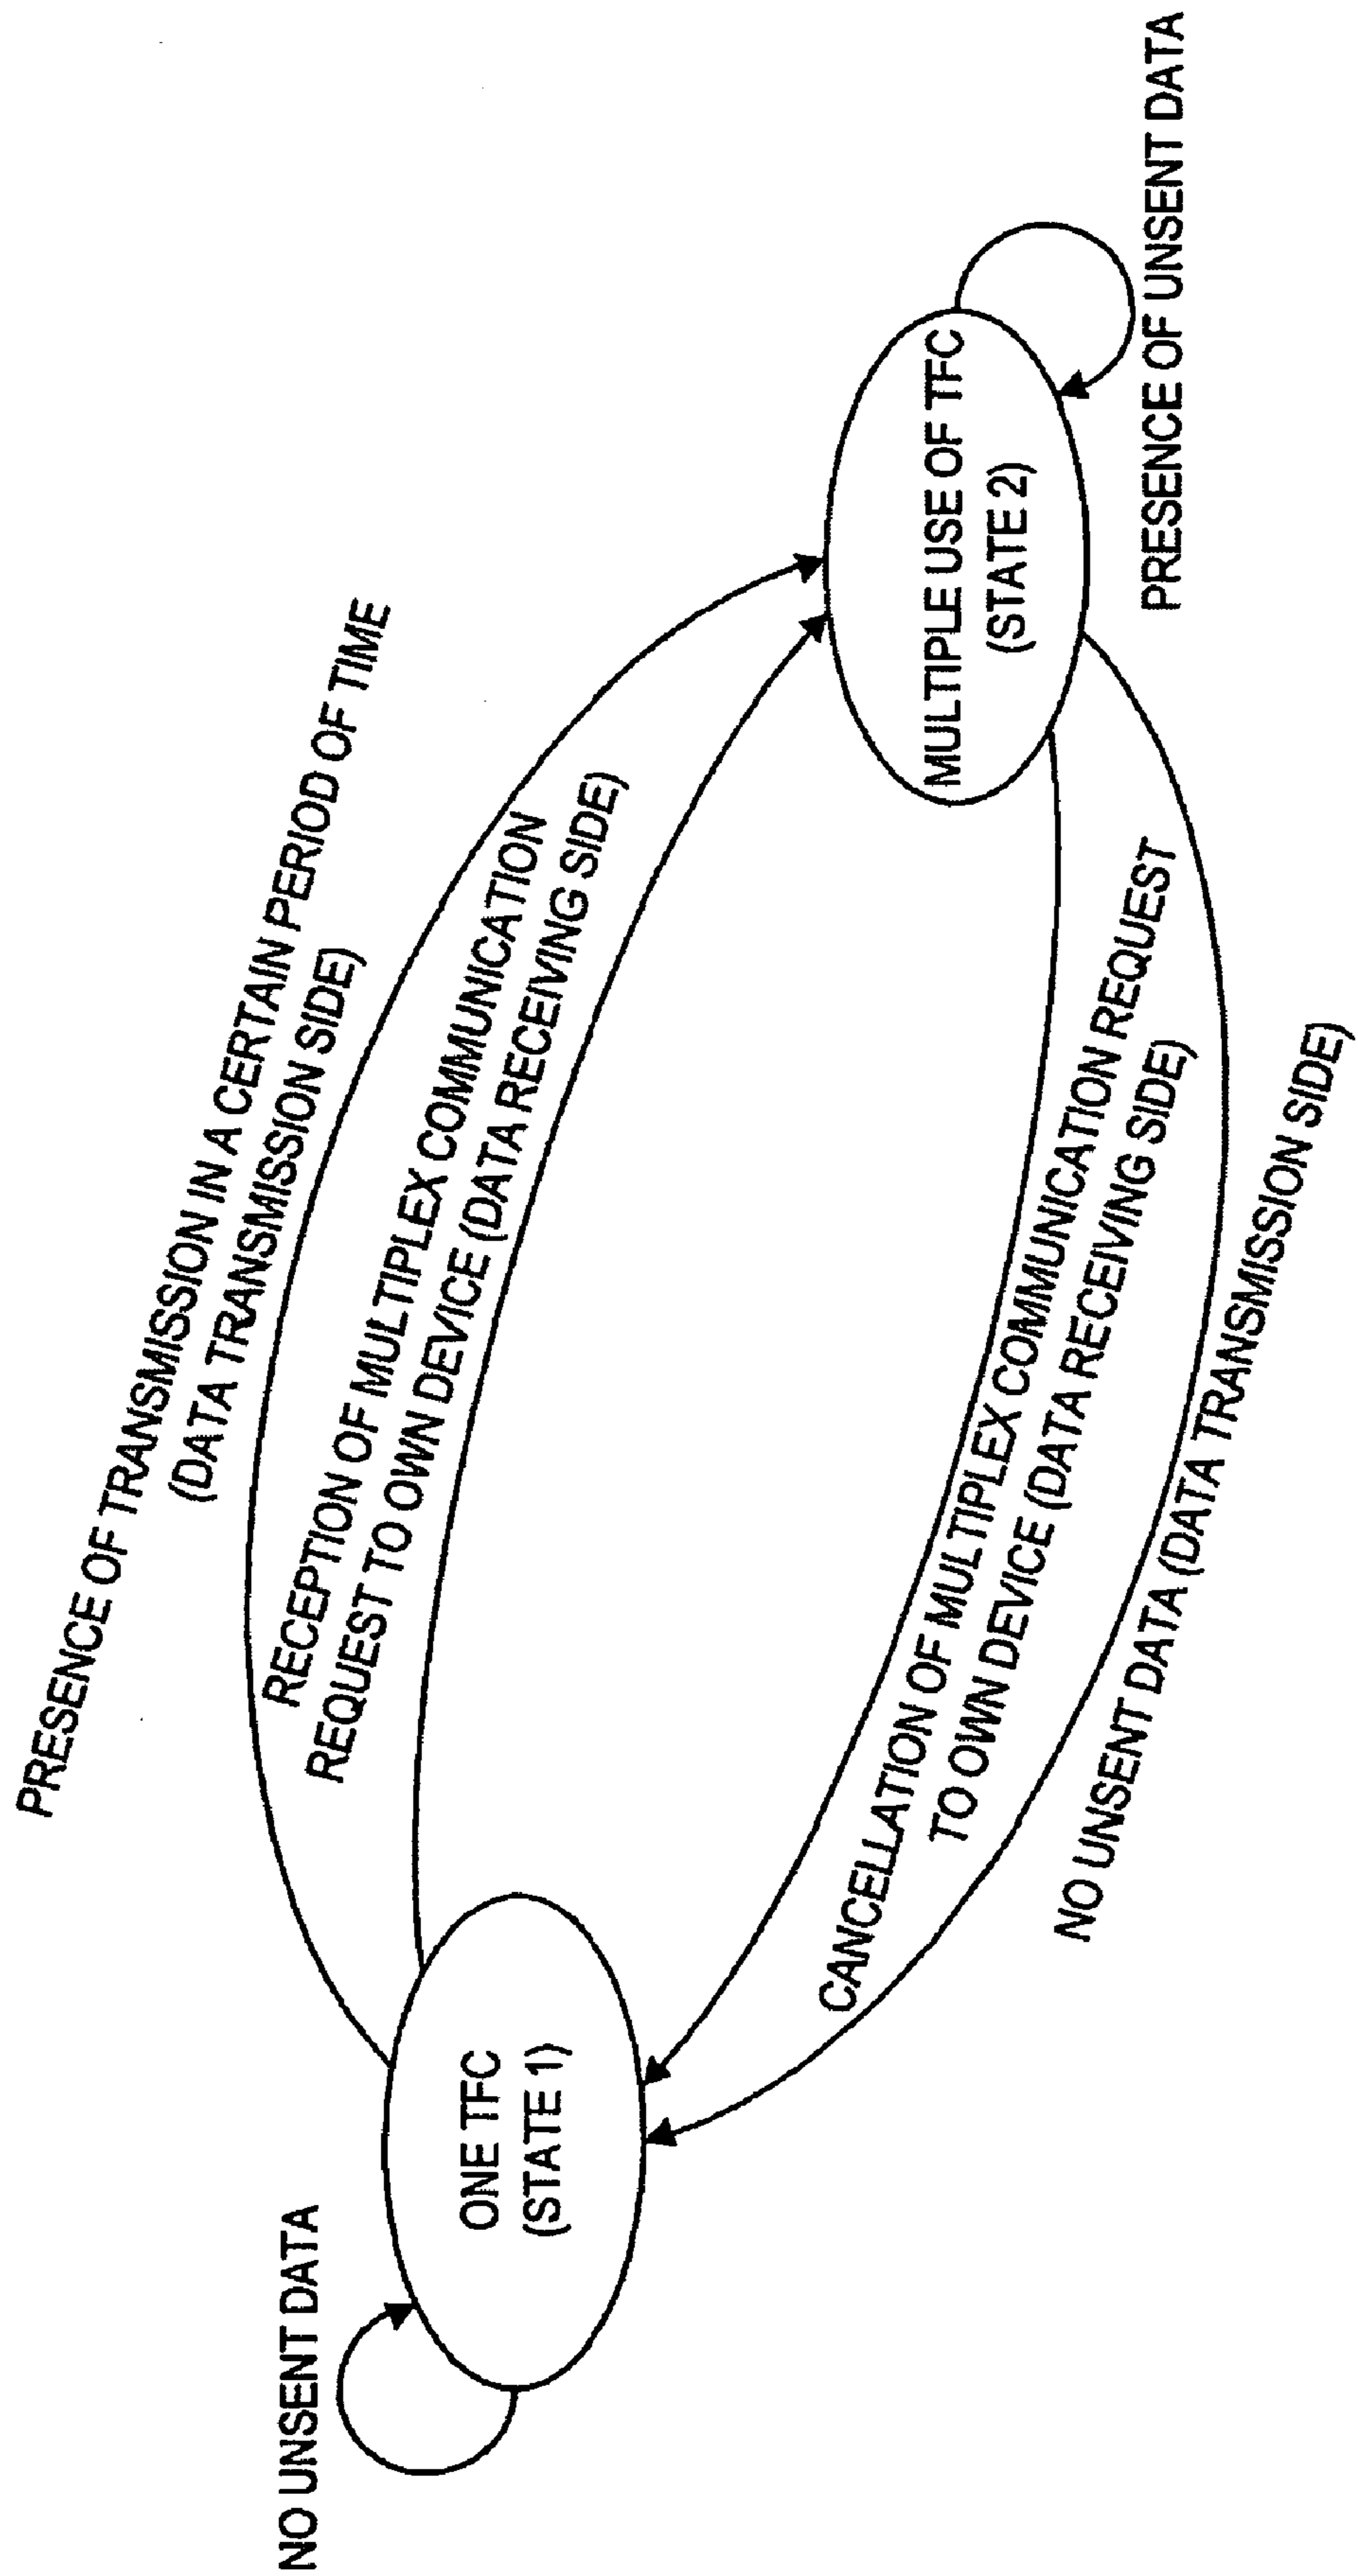 PRESENCE OF TRANSMISSION IN A CERTAIN PERIOD OF TIME
(DATA TRANSMISSION SIDE)
RECEPTION OF MULTIPLEX COMMUNICATION
REQUEST TO OWN DEVICE (DATA RECEIVING SIDE)
NO UNSENT DATA
ONE TFC
(STATE 1)
MULTIPLE USE OF TFC
(STATE 2)
PRESENCE OF UNSENT DATA
CANCELLATION OF MULTIPLEX COMMUNICATION REQUEST
TO OWN DEVICE (DATA RECEIVING SIDE)
NO UNSENT DATA (DATA TRANSMISSION SIDE)